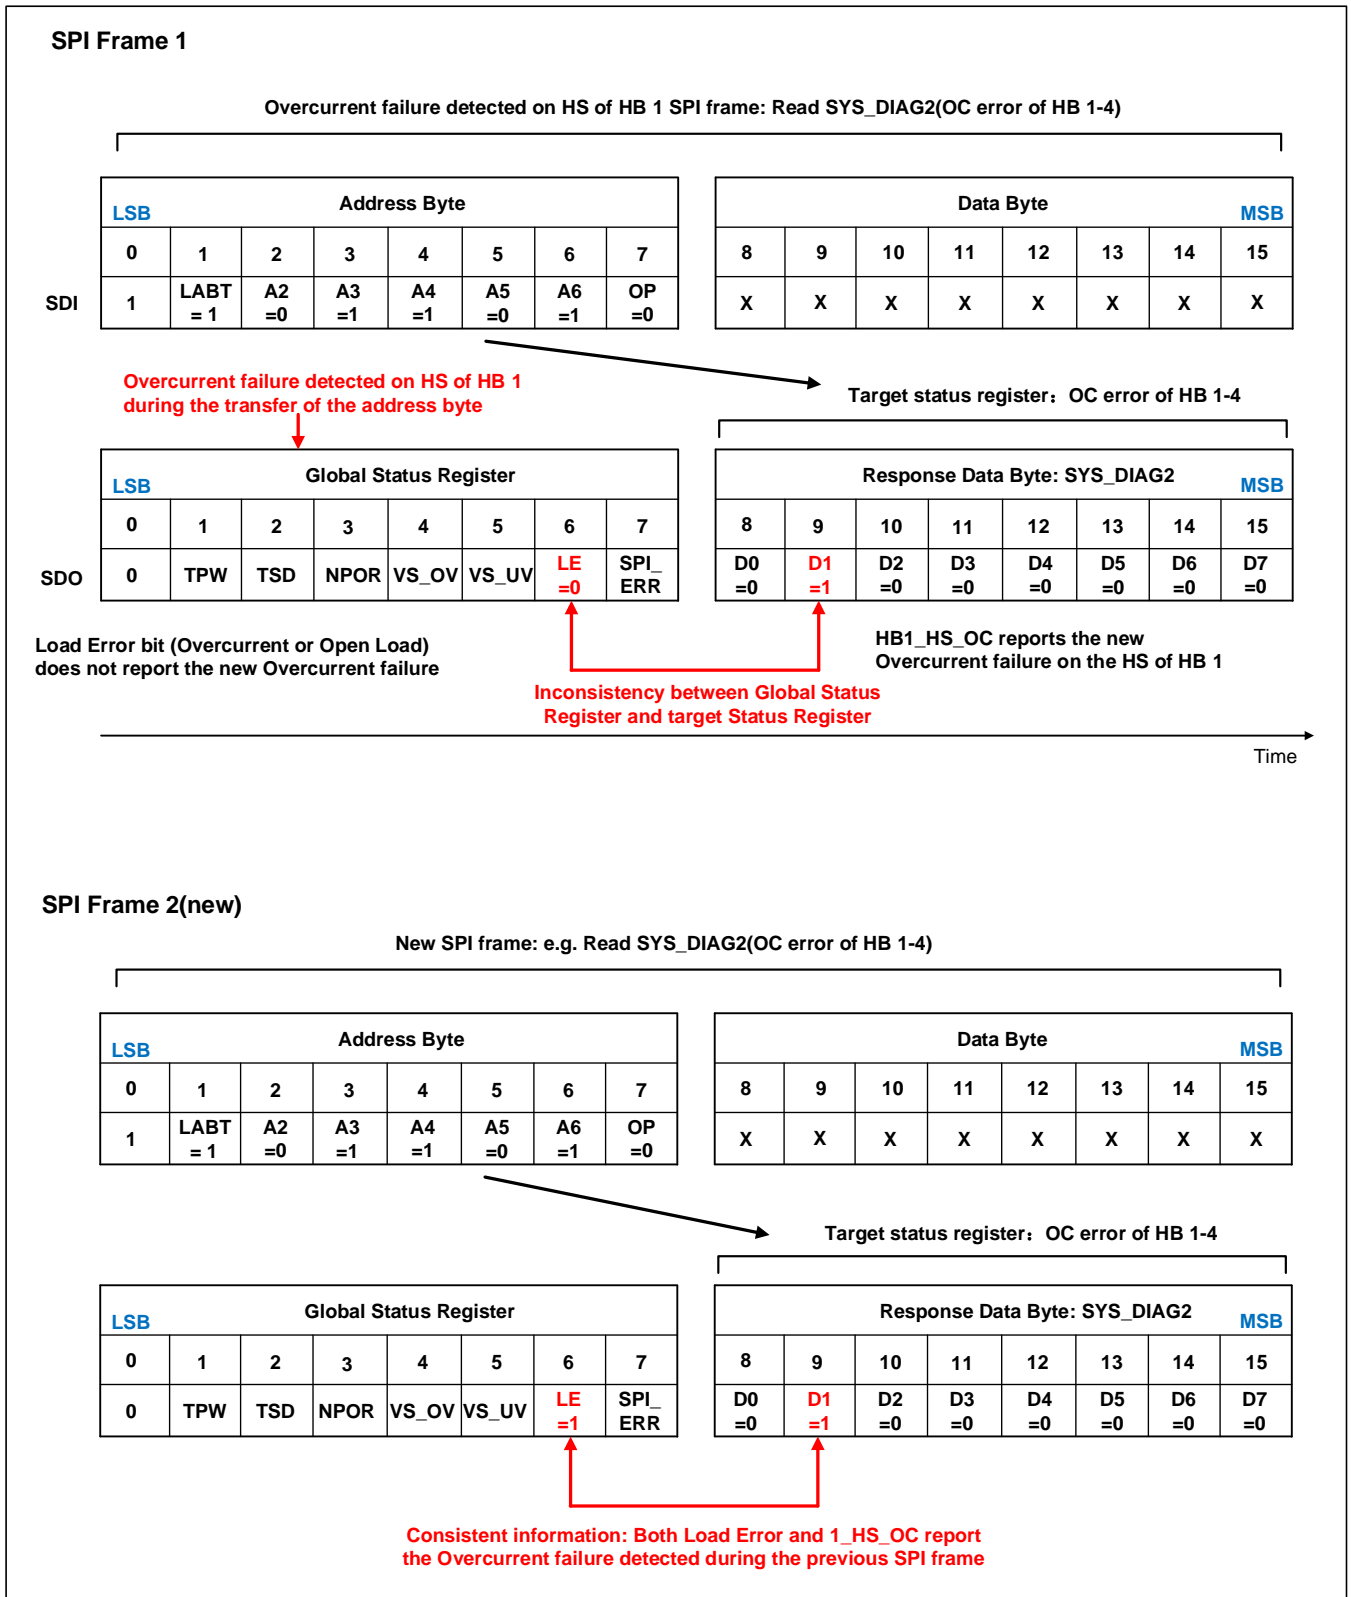 SPI Frame 1
Overcurrent failure detected on HS of HB 1 SPI frame: Read SYS_DIAG2(OC error of HB 1-4)
LSB Address Byte
Data Byte MSB
0 1 2 3 4 5 6 7
8 9 10 11 12 13 14 15
SDI
1 LABT = 1 A2 =0 A3 =1 A4 =1 A5 =0 A6 =1 OP =0
X X X X X X X X
Overcurrent failure detected on HS of HB 1
during the transfer of the address byte
Target status register：OC error of HB 1-4
LSB Global Status Register
Response Data Byte: SYS_DIAG2 MSB
0 1 2 3 4 5 6 7
8 9 10 11 12 13 14 15
SDO
0 TPW TSD NPOR VS_OV VS_UV LE =0 SPI_ ERR
D0 =0 D1 =1 D2 =0 D3 =0 D4 =0 D5 =0 D6 =0 D7 =0
Load Error bit (Overcurrent or Open Load)
does not report the new Overcurrent failure
HB1_HS_OC reports the new
Overcurrent failure on the HS of HB 1
Inconsistency between Global Status
Register and target Status Register
Time
SPI Frame 2(new)
New SPI frame: e.g. Read SYS_DIAG2(OC error of HB 1-4)
LSB Address Byte
Data Byte MSB
0 1 2 3 4 5 6 7
8 9 10 11 12 13 14 15
1 LABT = 1 A2 =0 A3 =1 A4 =1 A5 =0 A6 =1 OP =0
X X X X X X X X
Target status register：OC error of HB 1-4
LSB Global Status Register
Response Data Byte: SYS_DIAG2 MSB
0 1 2 3 4 5 6 7
8 9 10 11 12 13 14 15
0 TPW TSD NPOR VS_OV VS_UV LE =1 SPI_ ERR
D0 =0 D1 =1 D2 =0 D3 =0 D4 =0 D5 =0 D6 =0 D7 =0
Consistent information: Both Load Error and 1_HS_OC report
the Overcurrent failure detected during the previous SPI frame